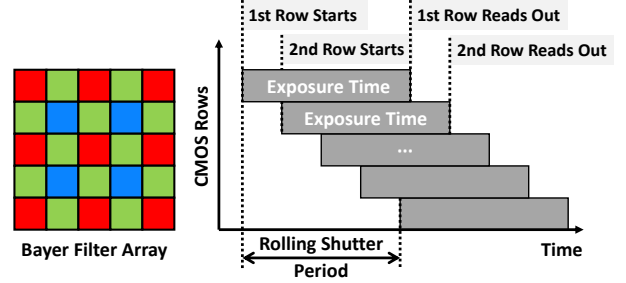 1st Row Starts
1st Row Reads Out
2nd Row Starts
2nd Row Reads Out
Exposure Time
Exposure Time
...
CMOS Rows
Rolling Shutter
Period
Time
Bayer Filter Array